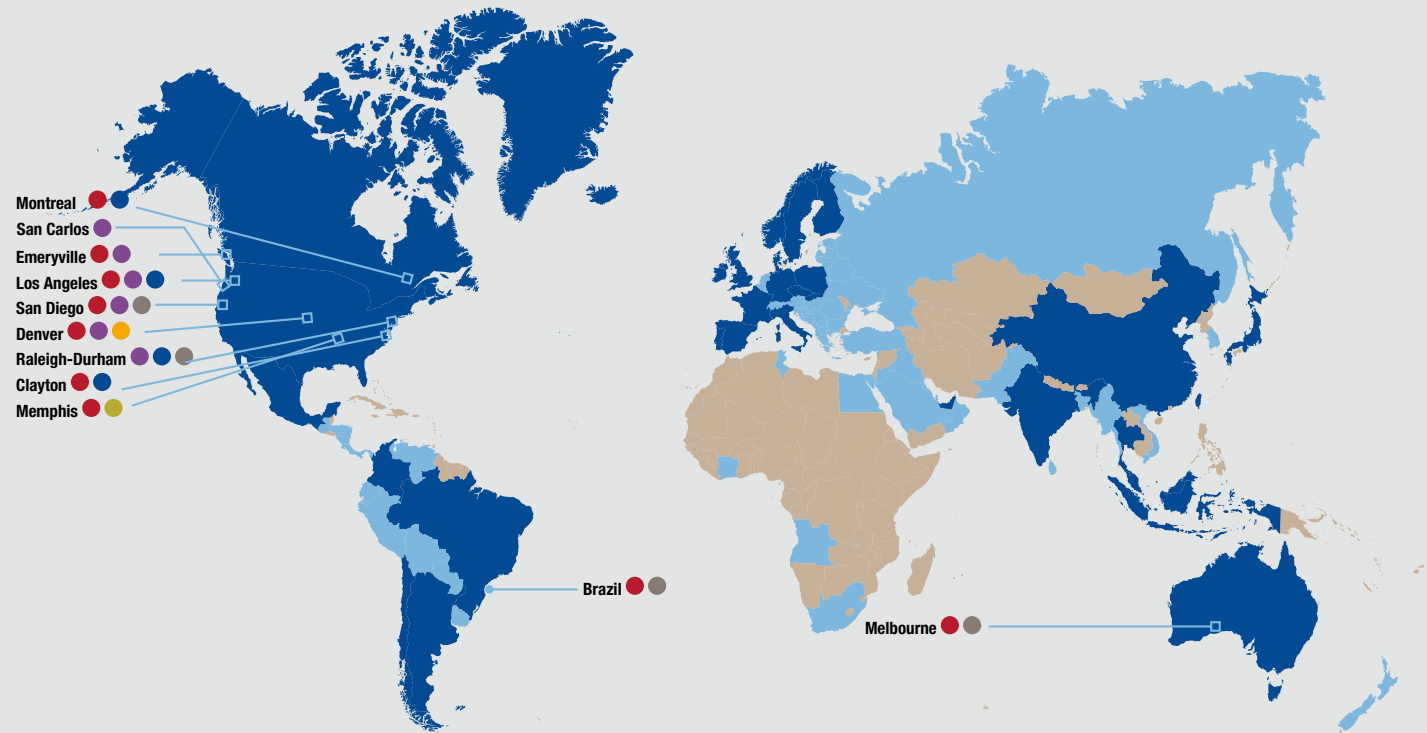 Montreal
San Carlos
Emeryville
Los Angeles
San Diego
Denver
Raleigh-Durham
Clayton
Memphis
Brazil
Melbourne